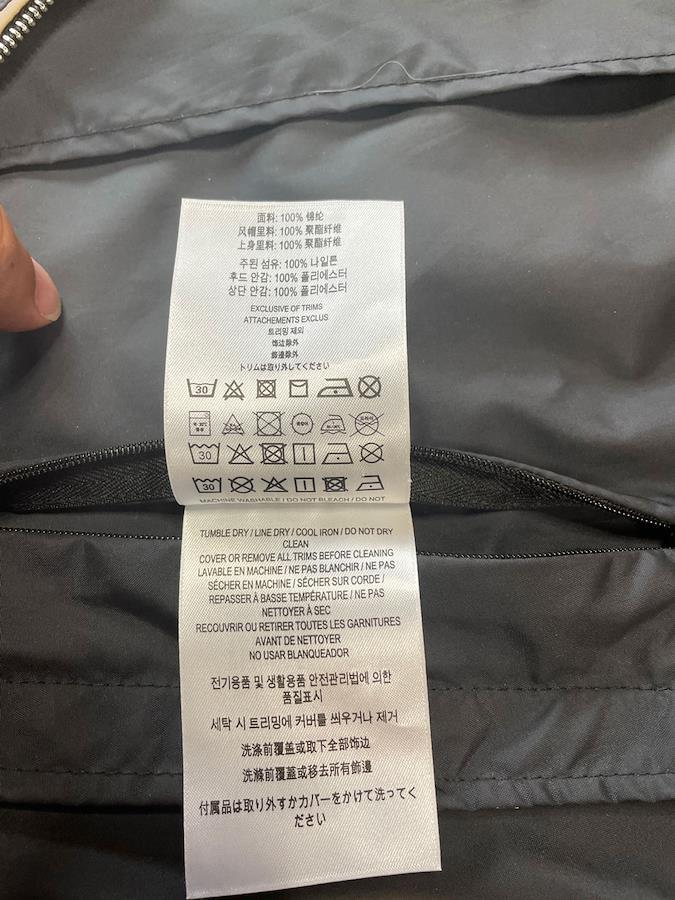 面料: 100% 锦纶
风帽里料: 100% 聚酯纤维
上身里料: 100% 聚酯纤维
주된 섬유: 100% 나일론
후드 안감: 100% 폴리에스터
상단 안감: 100% 폴리에스터
EXCLUSIVE OF TRIMS
ATTACHEMENTS EXCLUS
트리밍 제외
饰边除外
飾邊除外
トリムは取り外してください
30
30
MACHINE WASHABLE / DO NOT BLEACH / DO NOT
TUMBLE DRY / LINE DRY / COOL IRON / DO NOT DRY
CLEAN
COVER OR REMOVE ALL TRIMS BEFORE CLEANING
LAVABLE EN MACHINE / NE PAS BLANCHIR / NE PAS
SÉCHER EN MACHINE / SÉCHER SUR CORDE /
REPASSER À BASSE TEMPÉRATURE / NE PAS
NETTOYER À SEC
RECOUVRIR OU RETIRER TOUTES LES GARNITURES
AVANT DE NETTOYER
NO USAR BLANQUEADOR
전기용품 및 생활용품 안전관리법에 의한
품질표시
세탁 시 트리밍에 커버를 씌우거나 제거
洗涤前覆盖或取下全部饰边
洗滌前覆蓋或移去所有飾邊
付属品は取り外すかカバーをかけて洗ってく
ださい